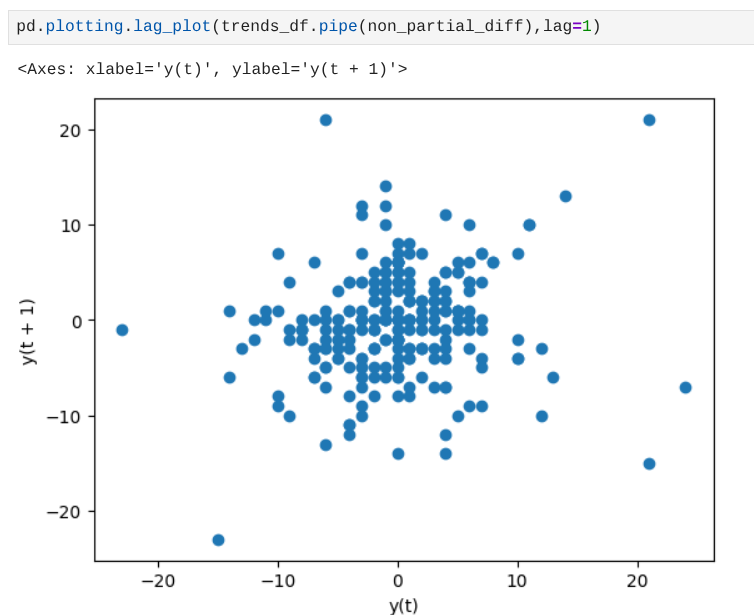 pd.plotting.lag_plot(trends_df.pipe(non_partial_diff),lag=1)
<Axes: xlabel='y(t)', ylabel='y(t + 1)'>
20
10
0
−10
−20
y(t + 1)
−20 −10 0 10 20
y(t)